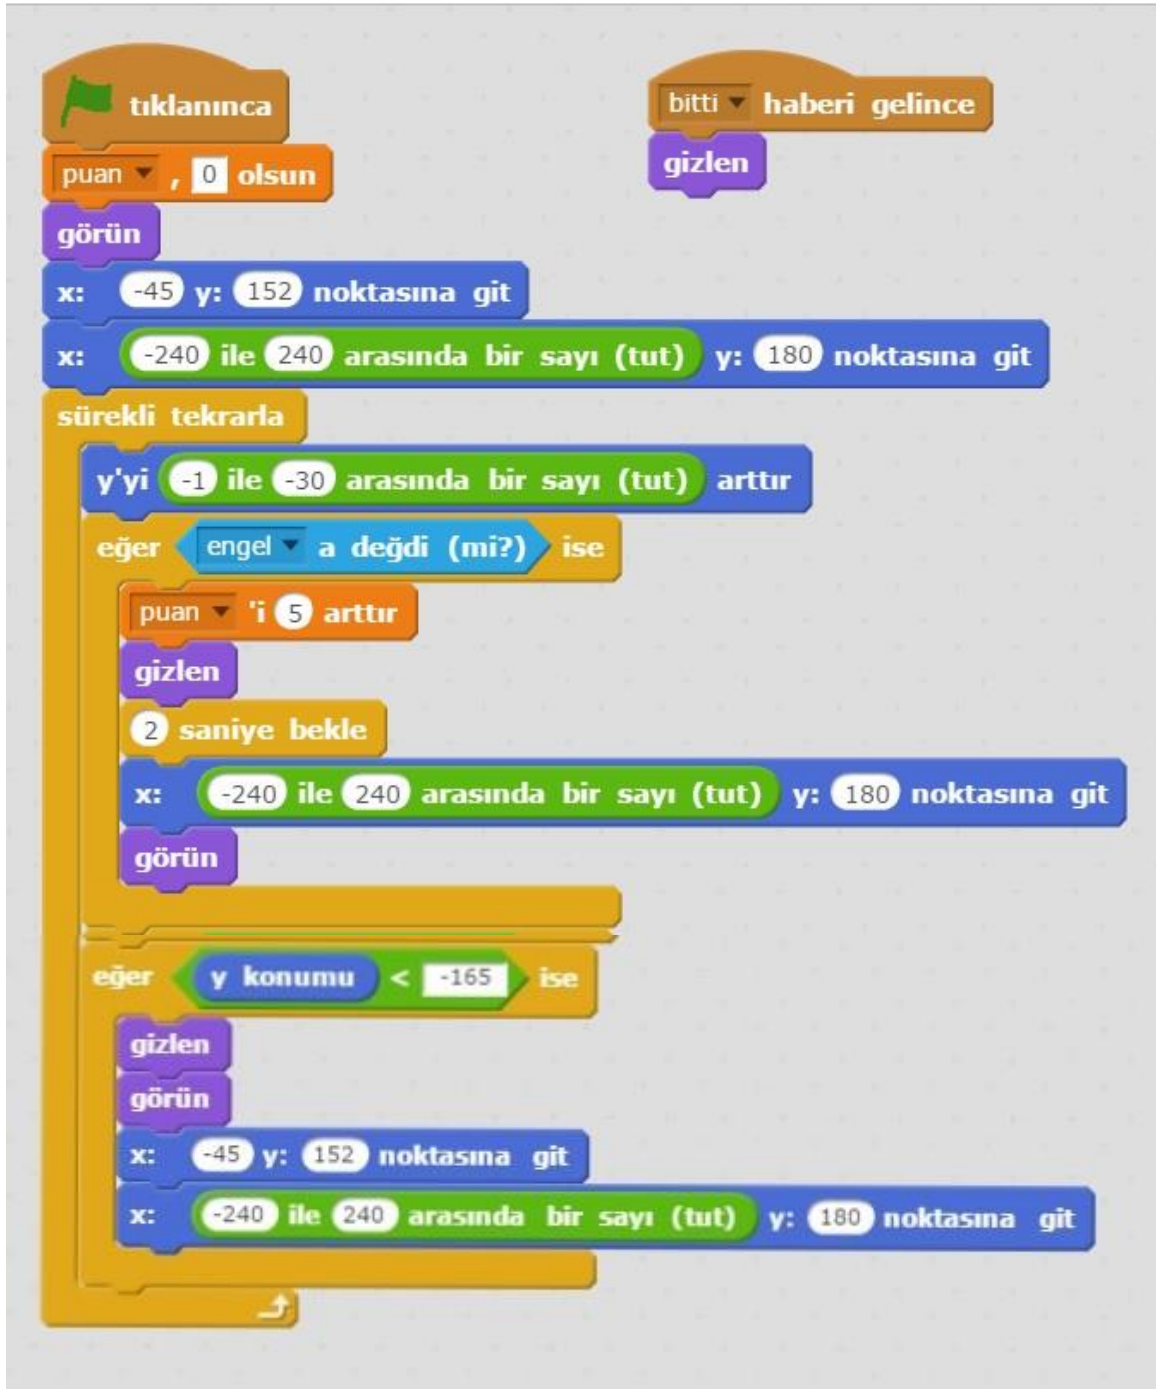 tıklanınca
puan , 0 olsun
görün
x: -45 y: 152 noktasına git
x: -240 ile 240 arasında bir sayı (tut) y: 180 noktasına git
sürekli tekrarla
y'yi -1 ile -30 arasında bir sayı (tut) arttır
eğer engel a değdi (mi?) ise
puan 'i 5 arttır
gizlen
2 saniye bekle
x: -240 ile 240 arasında bir sayı (tut) y: 180 noktasına git
görün
eğer y konumu < -165 ise
gizlen
görün
x: -45 y: 152 noktasına git
x: -240 ile 240 arasında bir sayı (tut) y: 180 noktasına git
bitti haberi gelince
gizlen